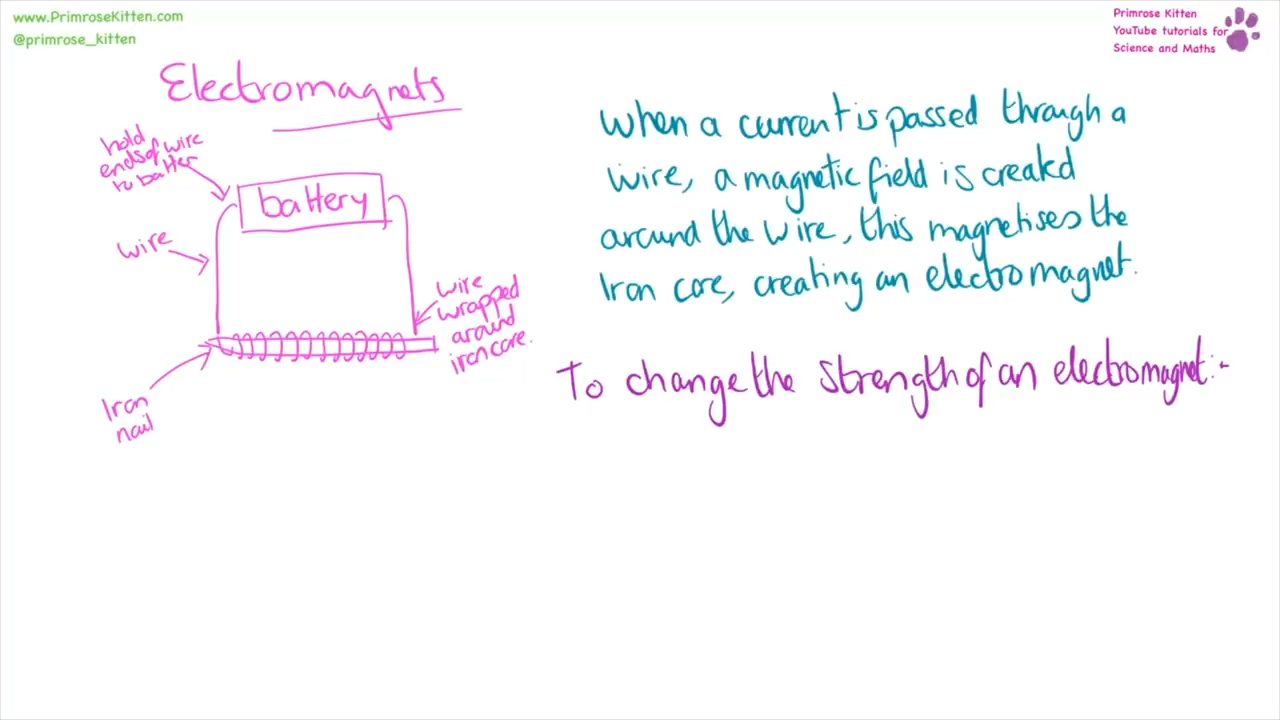 www.PrimroseKitten.com
@primrose_kitten
Primrose Kitten
YouTube tutorials for
Science and Maths
Electromagnets
hold
ends of wire
to batter
battery
wire
wire
wrapped
around
iron core.
Iron
nail
When a current is passed through a
wire, a magnetic field is created
around the wire, this magnetises the
Iron core, creating an electromagnet.
To change the strength of an electromagnet:-